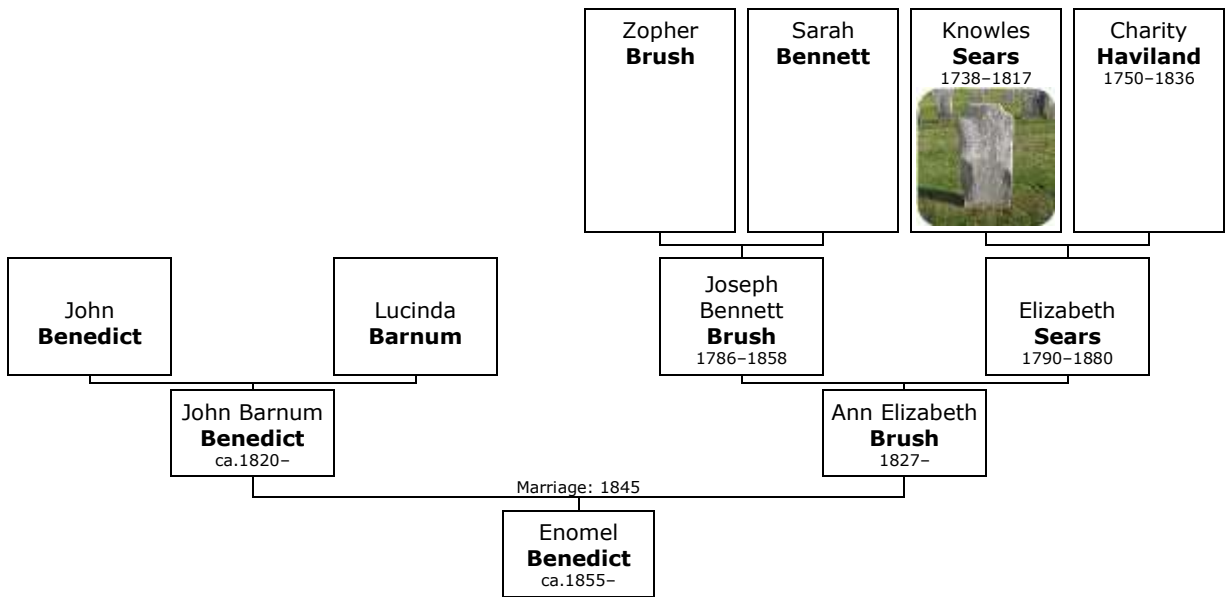 Zopher
Brush
Sarah
Bennett
Knowles
Sears
1738–1817
Charity
Haviland
1750–1836
John
Benedict
Lucinda
Barnum
Joseph
Bennett
Brush
1786–1858
Elizabeth
Sears
1790–1880
John Barnum
Benedict
ca.1820–
Ann Elizabeth
Brush
1827–
Marriage: 1845
Enomel
Benedict
ca.1855–